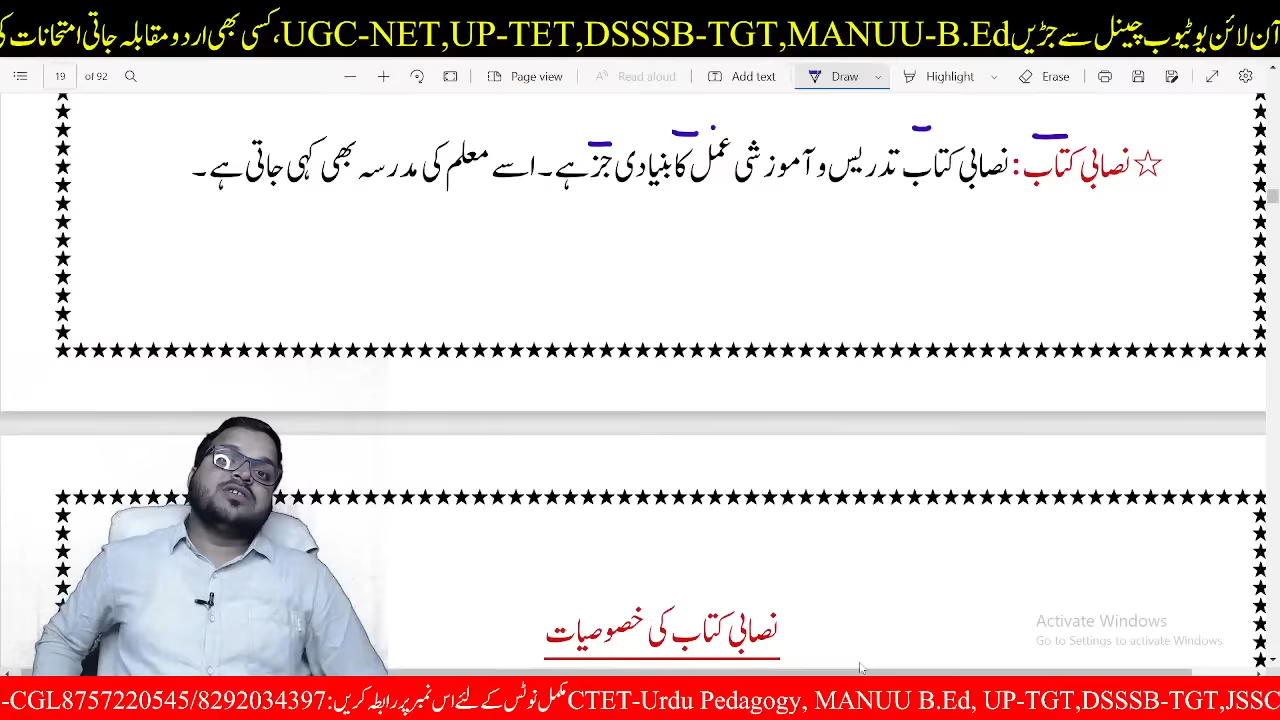 آن لائن یوٹیوب چینل سے جڑیں UGC-NET,UP-TET,DSSSB-TGT,MANUU-B.Ed، کسی بھی اردو مقابلہ جاتی امتحانات کی
19 of 92 Page view Read aloud Add text Draw Highlight Erase
☆ نصابی کتاب: نصابی کتاب تدریس و آموزشی عمل کا بنیادی جز ہے۔ اسے معلم کی مدرسہ بھی کہی جاتی ہے۔
نصابی کتاب کی خصوصیات
Activate Windows
Go to Settings to activate Windows.
-CGL8757220545/8292034397 مکمل نوٹس کے لئے اس نمبر پر رابطہ کریں: CTET-Urdu Pedagogy, MANUU B.Ed, UP-TGT,DSSSB-TGT,JSSC